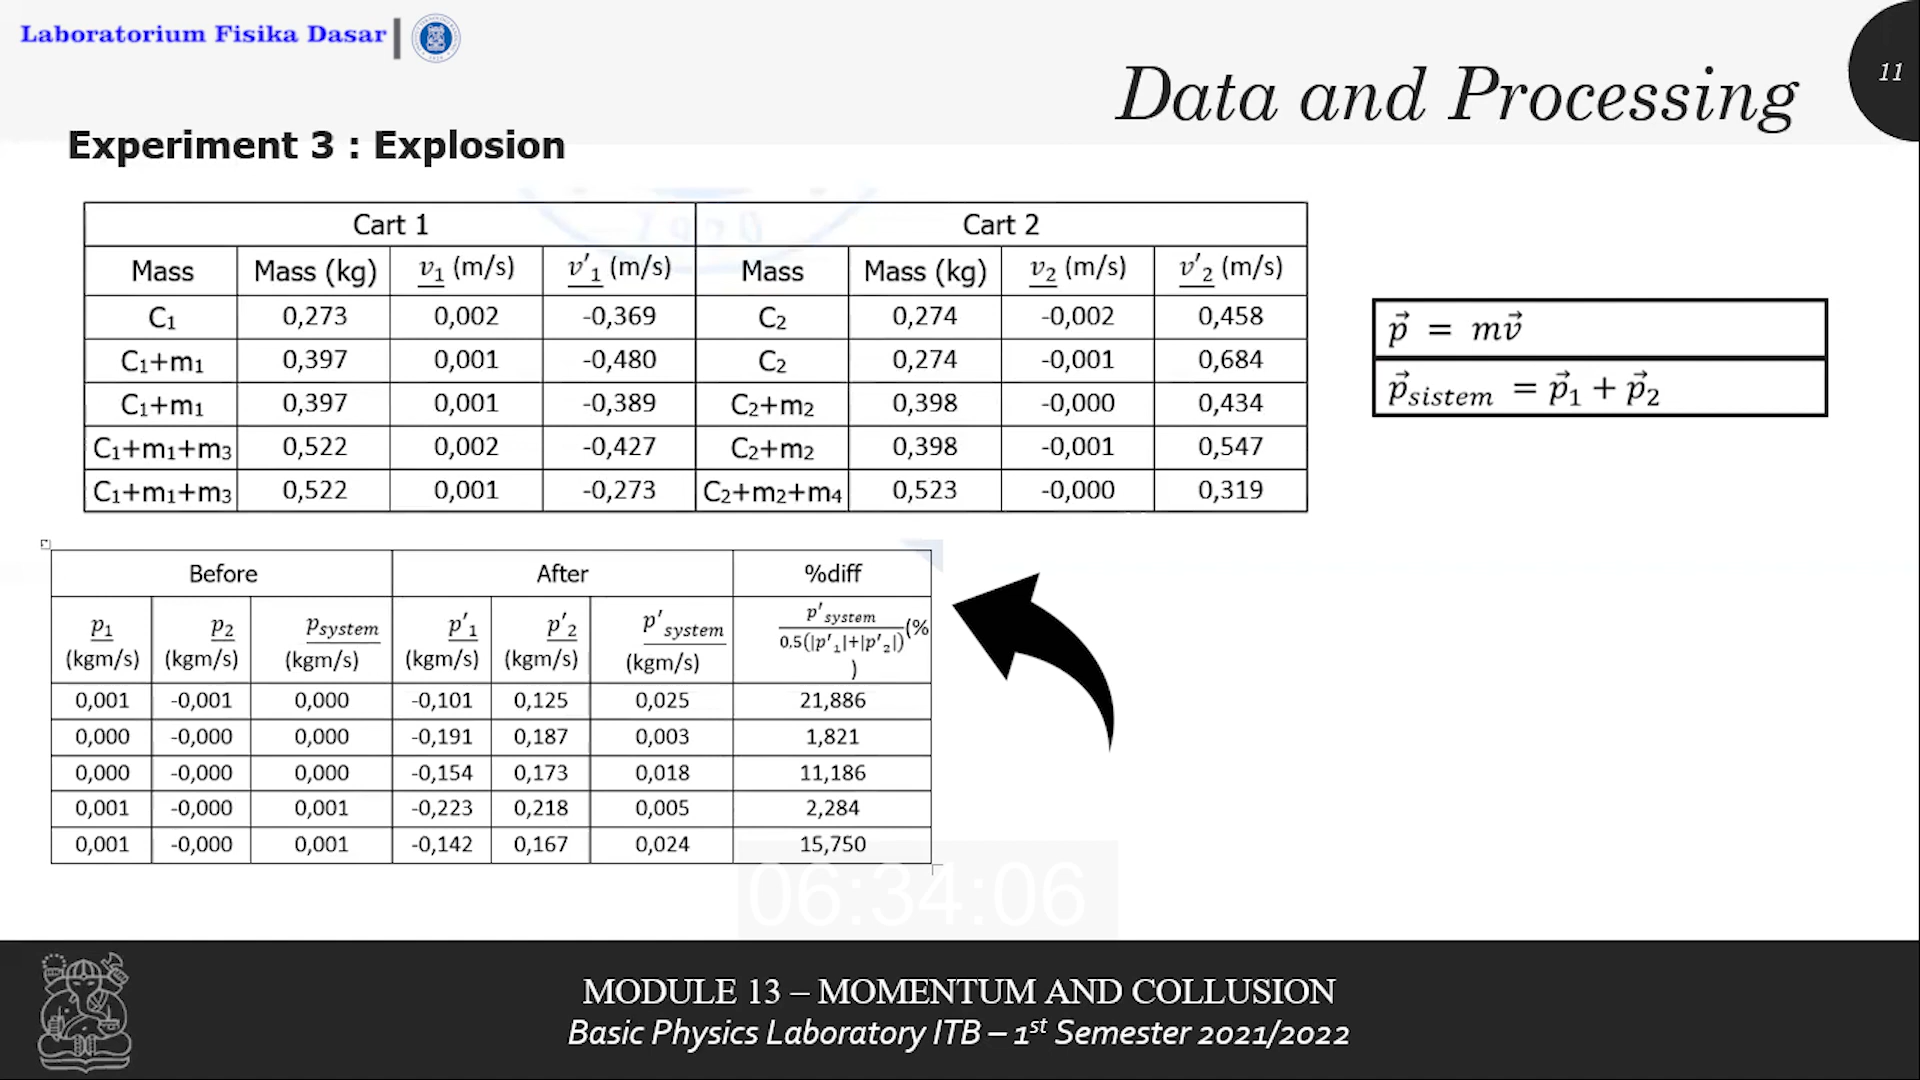 Laboratorium Fisika Dasar
11
Data and Processing
Experiment 3 : Explosion
1920
Cart 1 Cart 2
Mass Mass (kg) v₁ (m/s) v'₁ (m/s) Mass Mass (kg) v₂ (m/s) v'₂ (m/s)
C₁ 0,273 0,002 -0,369 C₂ 0,274 -0,002 0,458
C₁+m₁ 0,397 0,001 -0,480 C₂ 0,274 -0,001 0,684
C₁+m₁ 0,397 0,001 -0,389 C₂+m₂ 0,398 -0,000 0,434
C₁+m₁+m₃ 0,522 0,002 -0,427 C₂+m₂ 0,398 -0,001 0,547
C₁+m₁+m₃ 0,522 0,001 -0,273 C₂+m₂+m₄ 0,523 -0,000 0,319
p⃗ = mv⃗
p⃗sistem = p⃗₁ + p⃗₂
Before After %diff
p₁ (kgm/s) p₂ (kgm/s) psystem (kgm/s) p'₁ (kgm/s) p'₂ (kgm/s) p'system (kgm/s) p'system / 0,5(|p'₁|+|p'₂|) (%)
0,001 -0,001 0,000 -0,101 0,125 0,025 21,886
0,000 -0,000 0,000 -0,191 0,187 0,003 1,821
0,000 -0,000 0,000 -0,154 0,173 0,018 11,186
0,001 -0,000 0,001 -0,223 0,218 0,005 2,284
0,001 -0,000 0,001 -0,142 0,167 0,024 15,750
06:34:06
MODULE 13 – MOMENTUM AND COLLUSION
Basic Physics Laboratory ITB – 1st Semester 2021/2022